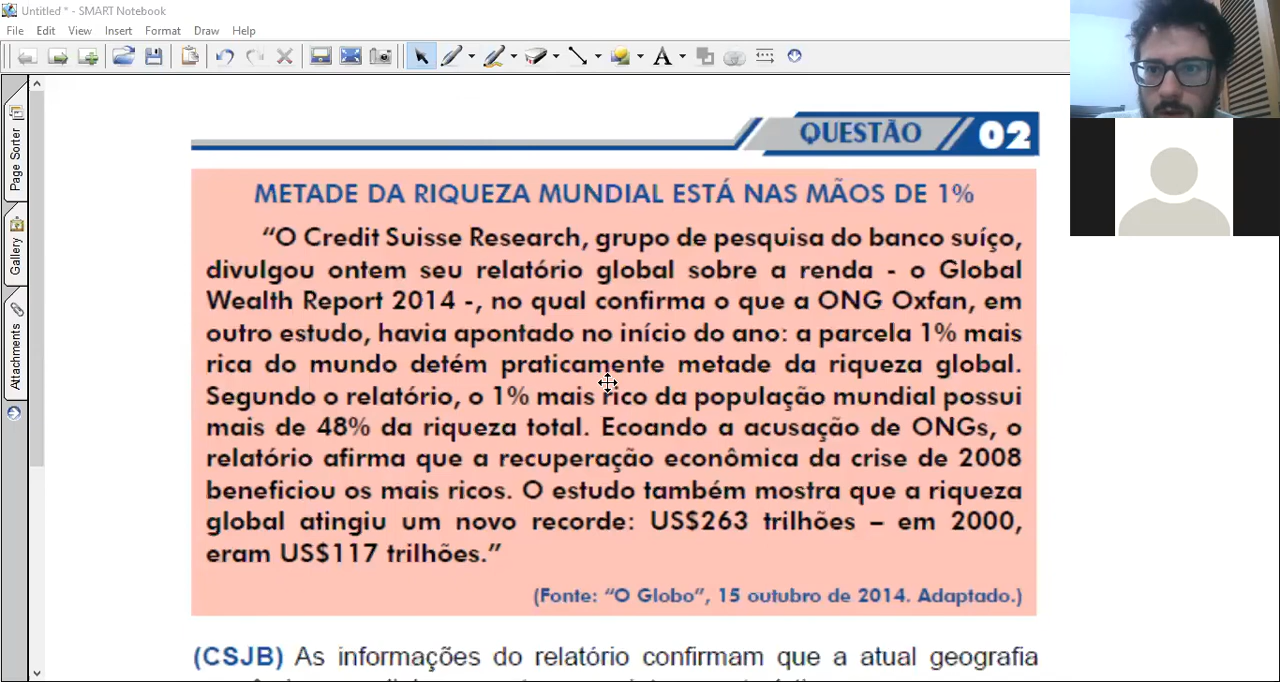 Untitled * - SMART Notebook
File Edit View Insert Format Draw Help
Page Sorter
Gallery
Attachments
QUESTÃO 02
METADE DA RIQUEZA MUNDIAL ESTÁ NAS MÃOS DE 1%
“O Credit Suisse Research, grupo de pesquisa do banco suíço,
divulgou ontem seu relatório global sobre a renda - o Global
Wealth Report 2014 -, no qual confirma o que a ONG Oxfan, em
outro estudo, havia apontado no início do ano: a parcela 1% mais
rica do mundo detém praticamente metade da riqueza global.
Segundo o relatório, o 1% mais rico da população mundial possui
mais de 48% da riqueza total. Ecoando a acusação de ONGs, o
relatório afirma que a recuperação econômica da crise de 2008
beneficiou os mais ricos. O estudo também mostra que a riqueza
global atingiu um novo recorde: US$263 trilhões – em 2000,
eram US$117 trilhões.”
(Fonte: “O Globo”, 15 outubro de 2014. Adaptado.)
(CSJB) As informações do relatório confirmam que a atual geografia